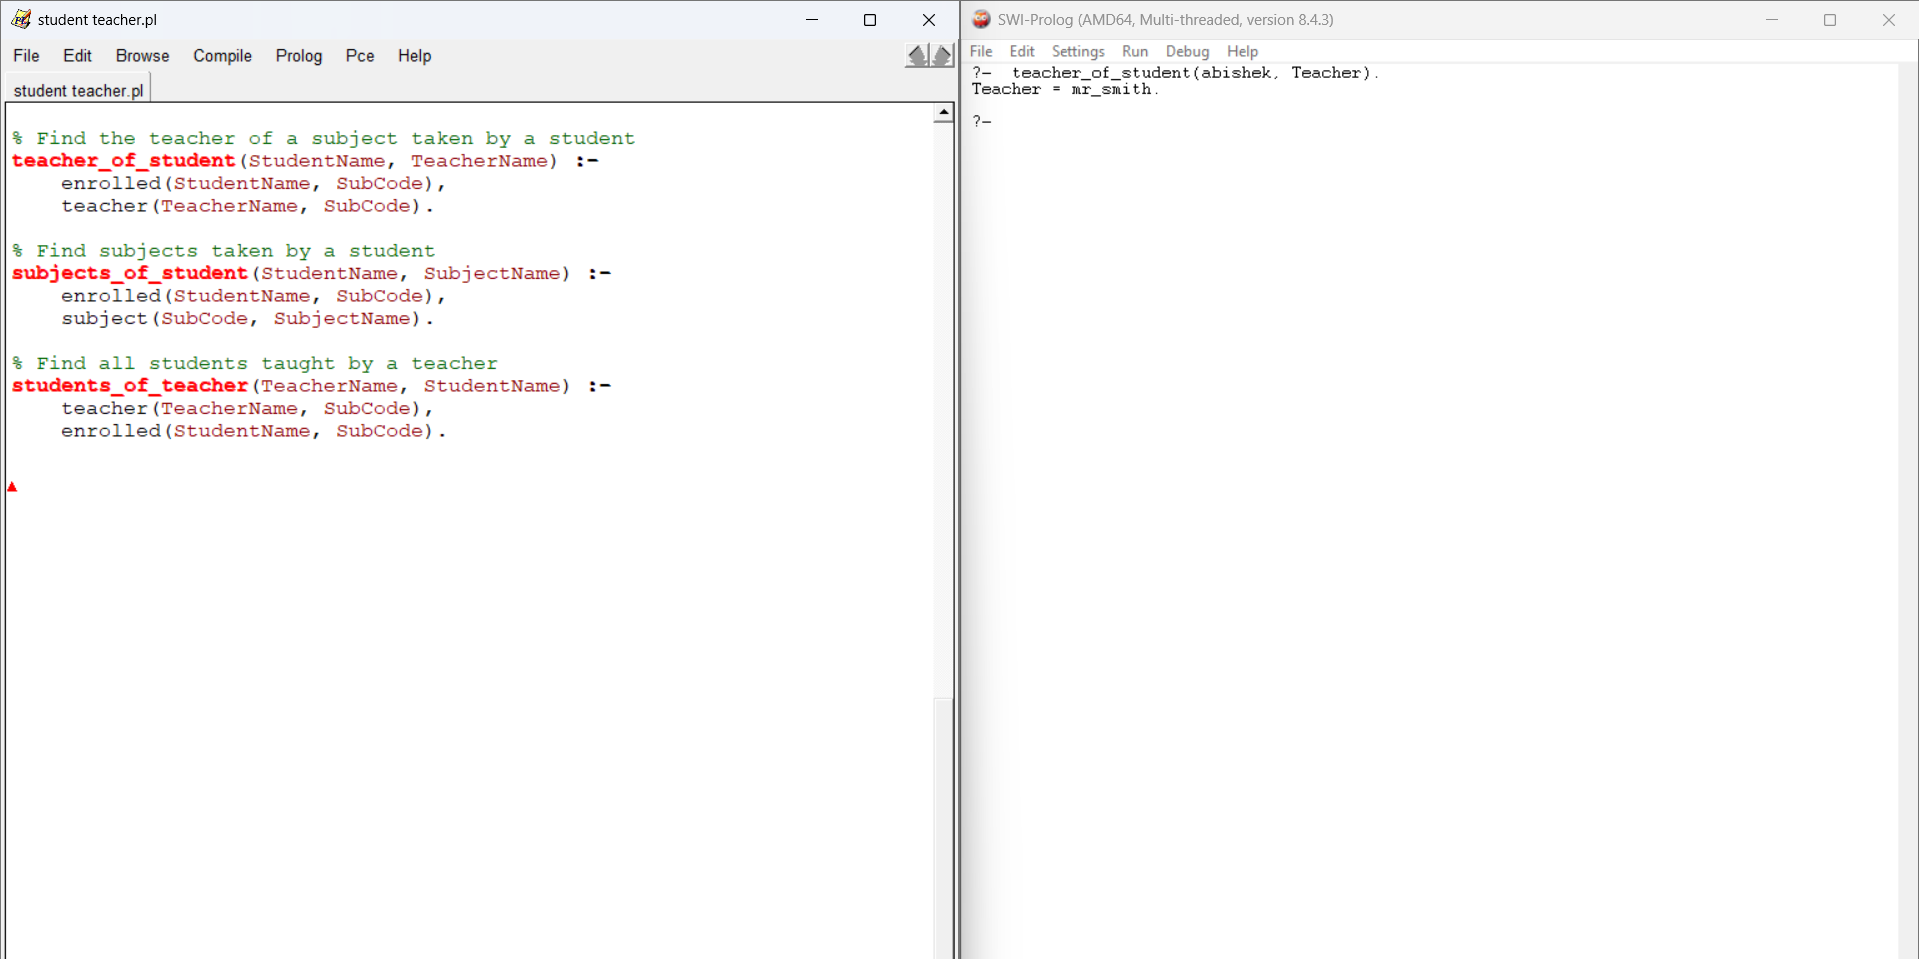 student teacher.pl
File Edit Browse Compile Prolog Pce Help
student teacher.pl
% Find the teacher of a subject taken by a student
teacher_of_student(StudentName, TeacherName) :-
    enrolled(StudentName, SubCode),
    teacher(TeacherName, SubCode).
% Find subjects taken by a student
subjects_of_student(StudentName, SubjectName) :-
    enrolled(StudentName, SubCode),
    subject(SubCode, SubjectName).
% Find all students taught by a teacher
students_of_teacher(TeacherName, StudentName) :-
    teacher(TeacherName, SubCode),
    enrolled(StudentName, SubCode).
SWI-Prolog (AMD64, Multi-threaded, version 8.4.3)
File Edit Settings Run Debug Help
?-  teacher_of_student(abishek, Teacher).
Teacher = mr_smith.
?-